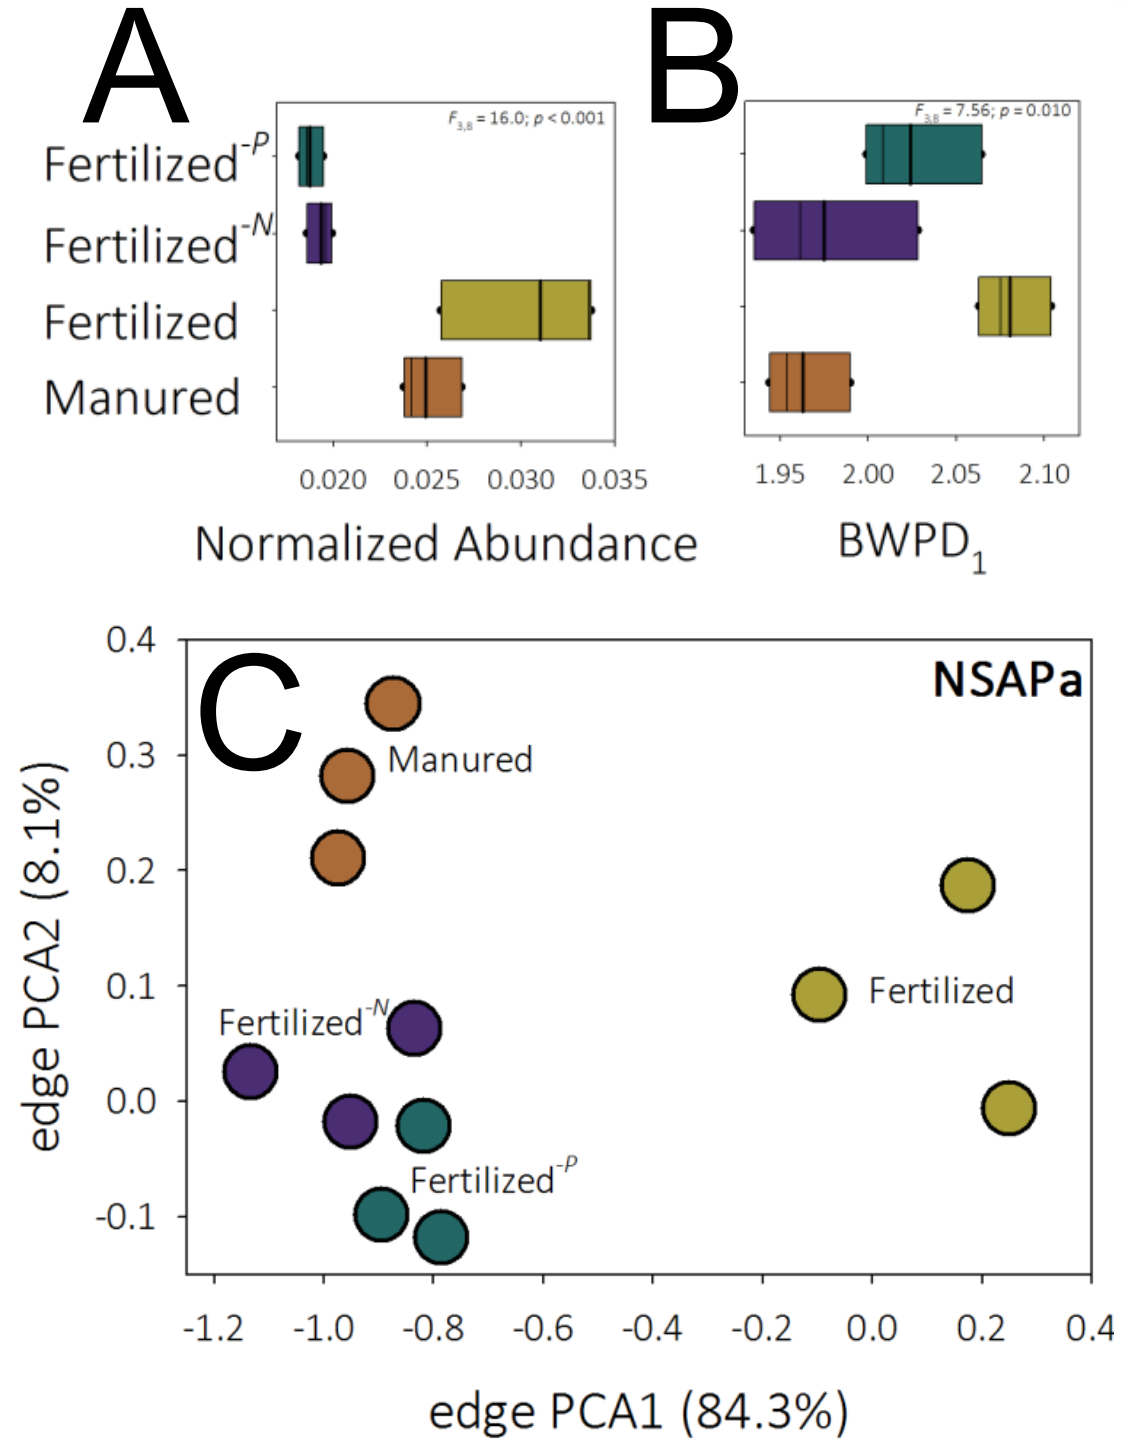 A
B
F3,8 = 16.0; p < 0.001
F3,8 = 7.56; p = 0.010
Fertilized-P
Fertilized-N
Fertilized
Manured
0.020 0.025 0.030 0.035
1.95 2.00 2.05 2.10
Normalized Abundance
BWPD1
C
NSAPa
0.4
0.3
0.2
0.1
0.0
-0.1
edge PCA2 (8.1%)
Manured
Fertilized
Fertilized-N
Fertilized-P
-1.2 -1.0 -0.8 -0.6 -0.4 -0.2 0.0 0.2 0.4
edge PCA1 (84.3%)